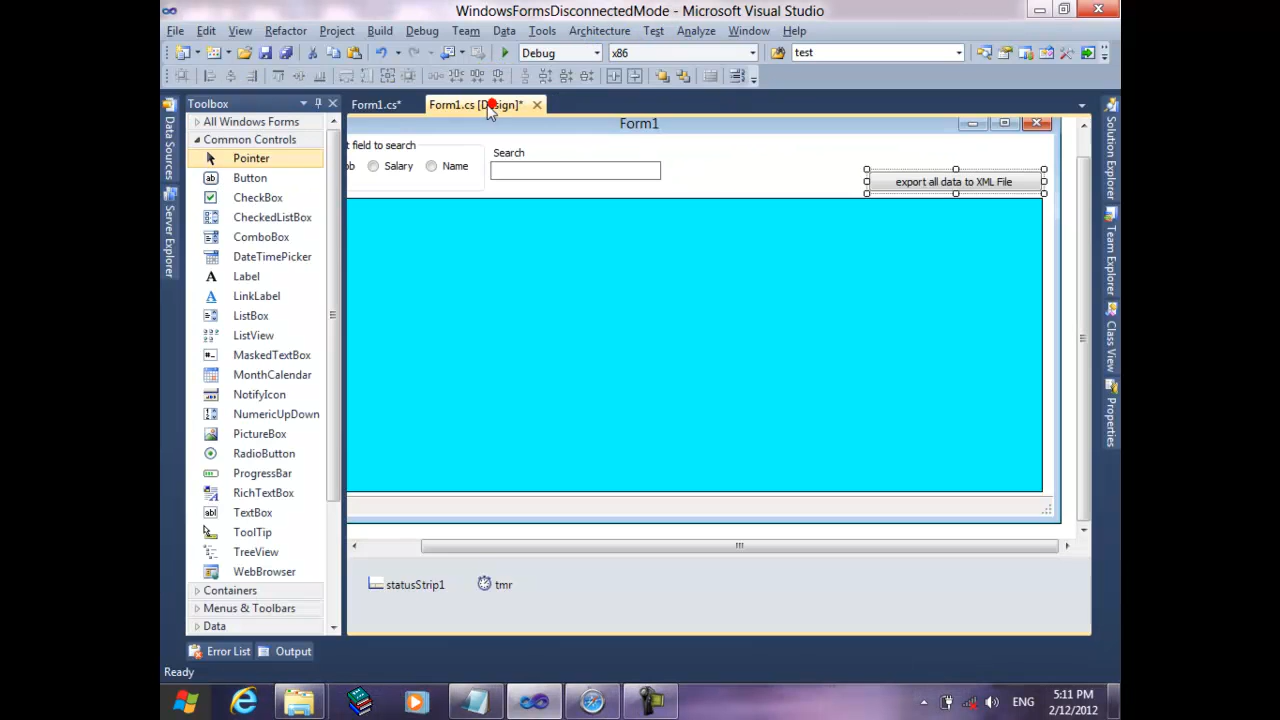 WindowsFormsDisconnectedMode - Microsoft Visual Studio
File Edit View Refactor Project Build Debug Team Data Tools Architecture Test Analyze Window Help
Debug x86 test
Toolbox
Form1.cs* Form1.cs [Design]*
Data Sources
Server Explorer
All Windows Forms
Common Controls
Pointer
Button
CheckBox
CheckedListBox
ComboBox
DateTimePicker
Label
LinkLabel
ListBox
ListView
MaskedTextBox
MonthCalendar
NotifyIcon
NumericUpDown
PictureBox
RadioButton
ProgressBar
RichTextBox
TextBox
ToolTip
TreeView
WebBrowser
Containers
Menus & Toolbars
Data
Form1
t field to search
ob Salary Name
Search
export all data to XML File
statusStrip1 tmr
Solution Explorer
Team Explorer
Class View
Properties
Error List Output
Ready
ENG
5:11 PM
2/12/2012